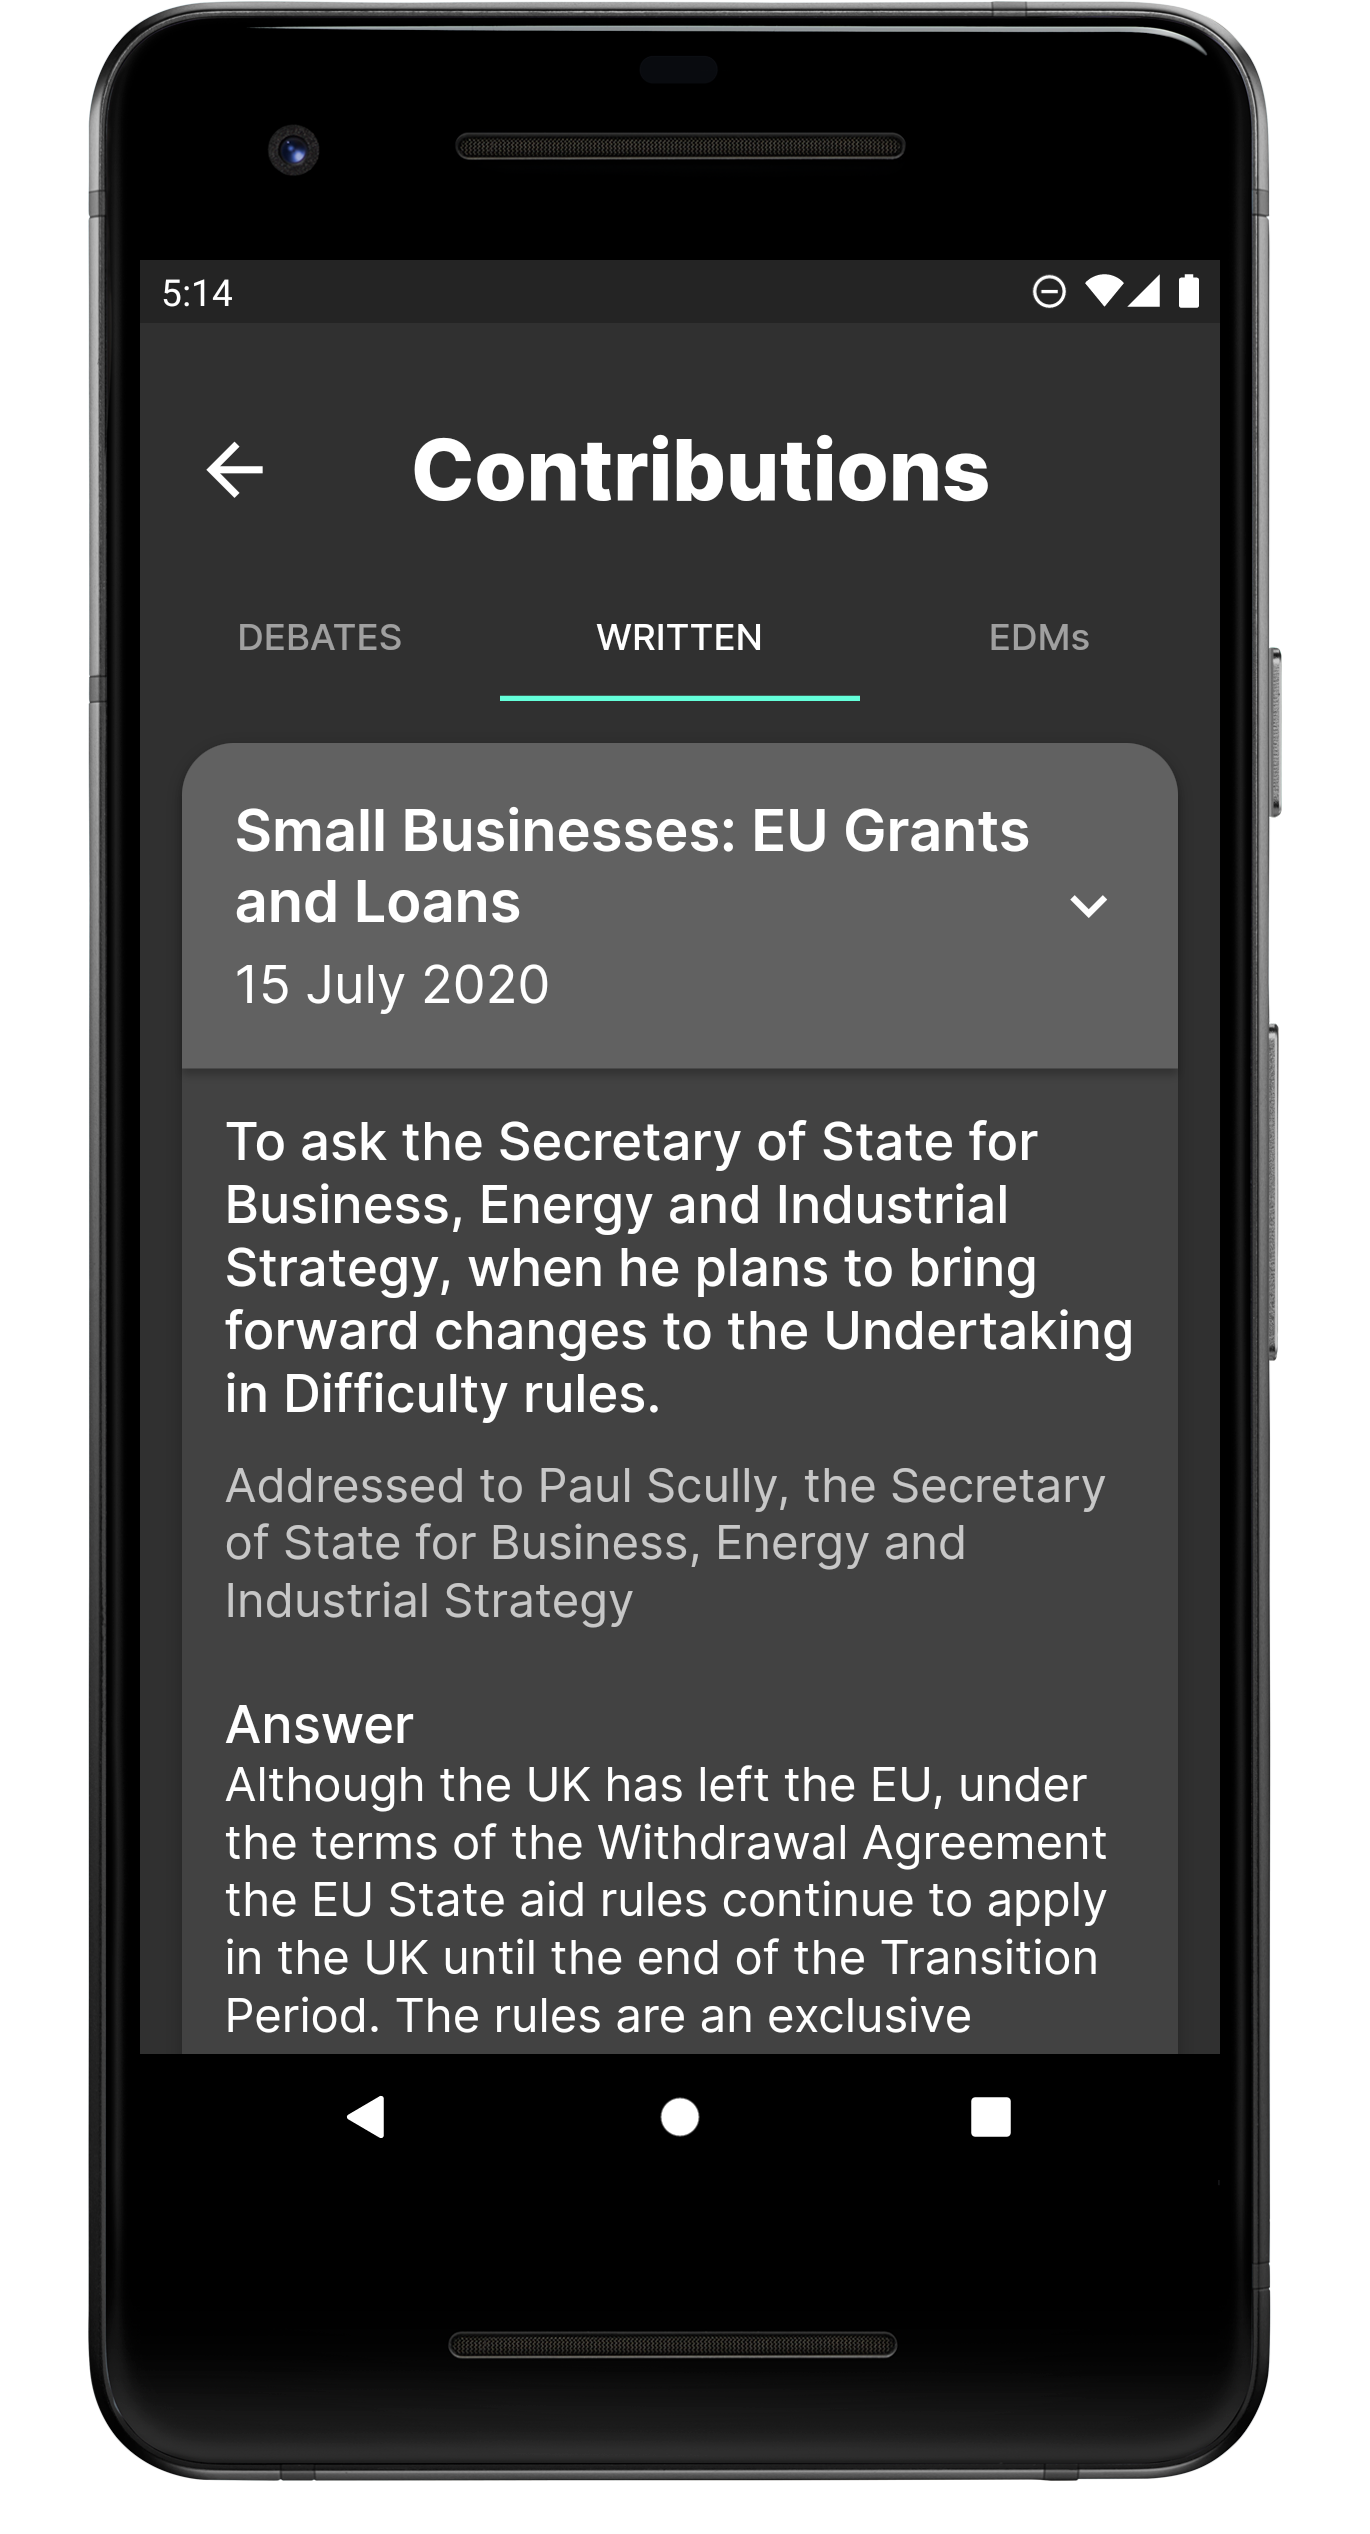 5:14
Contributions
DEBATES WRITTEN EDMs
Small Businesses: EU Grants
and Loans
15 July 2020
To ask the Secretary of State for
Business, Energy and Industrial
Strategy, when he plans to bring
forward changes to the Undertaking
in Difficulty rules.
Addressed to Paul Scully, the Secretary
of State for Business, Energy and
Industrial Strategy
Answer
Although the UK has left the EU, under
the terms of the Withdrawal Agreement
the EU State aid rules continue to apply
in the UK until the end of the Transition
Period. The rules are an exclusive